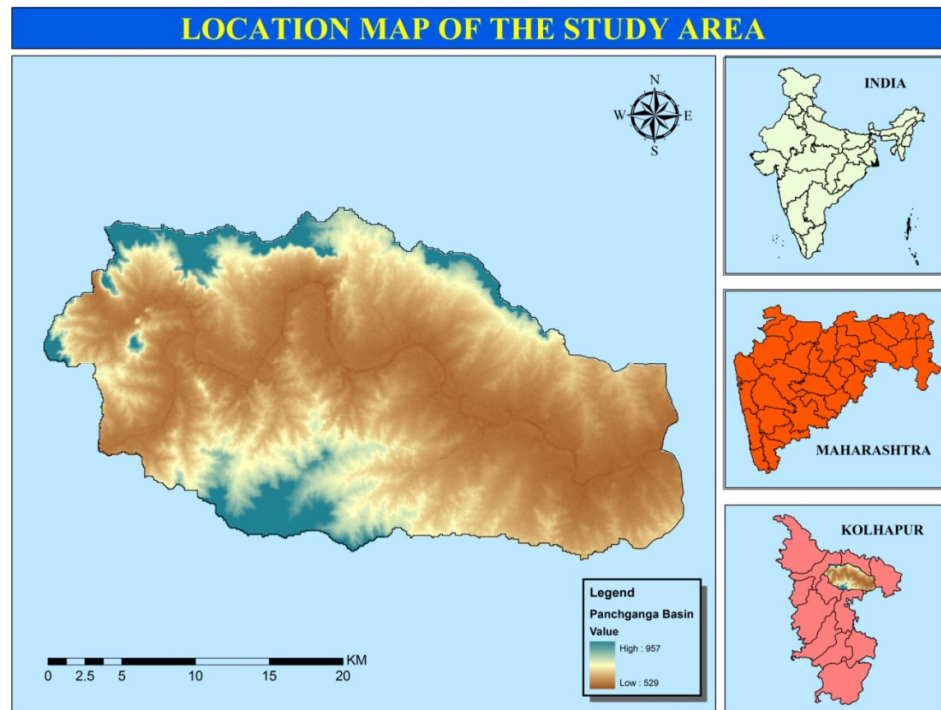 LOCATION MAP OF THE STUDY AREA
N
W E
S
INDIA
MAHARASHTRA
KOLHAPUR
Legend
Panchganga Basin
Value
High : 957
Low : 529
KM
0 2.5 5 10 15 20